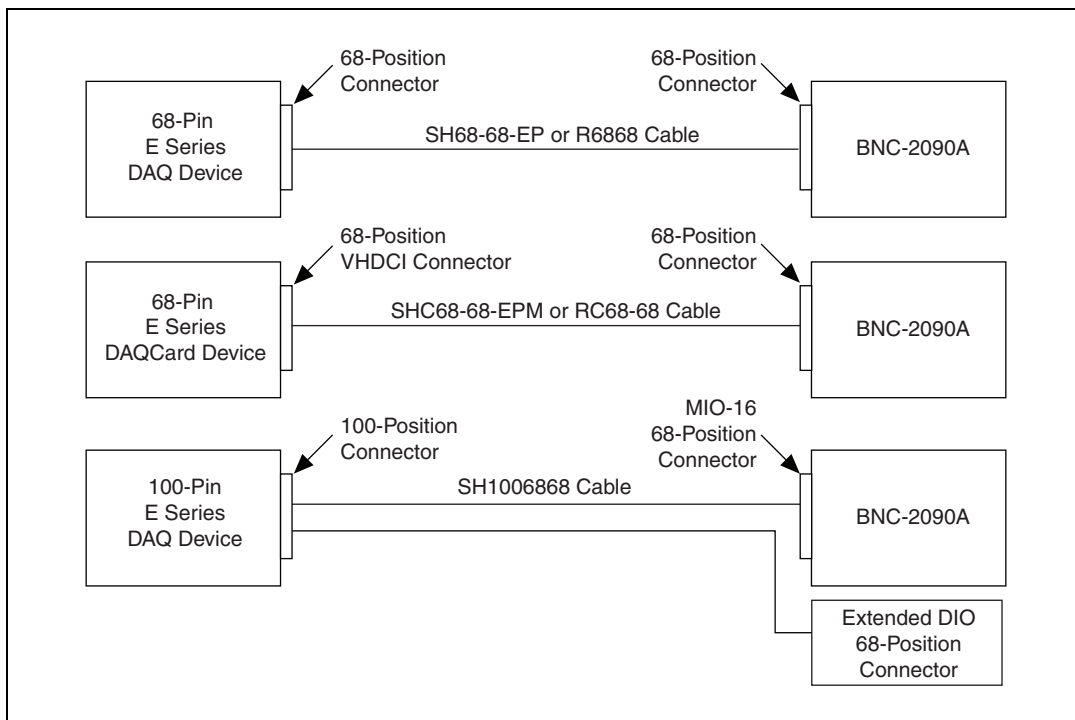 68-Position
Connector
68-Position
Connector
68-Pin
E Series
DAQ Device
SH68-68-EP or R6868 Cable
BNC-2090A
68-Position
VHDCI Connector
68-Position
Connector
68-Pin
E Series
DAQCard Device
SHC68-68-EPM or RC68-68 Cable
BNC-2090A
100-Position
Connector
MIO-16
68-Position
Connector
100-Pin
E Series
DAQ Device
SH1006868 Cable
BNC-2090A
Extended DIO
68-Position
Connector